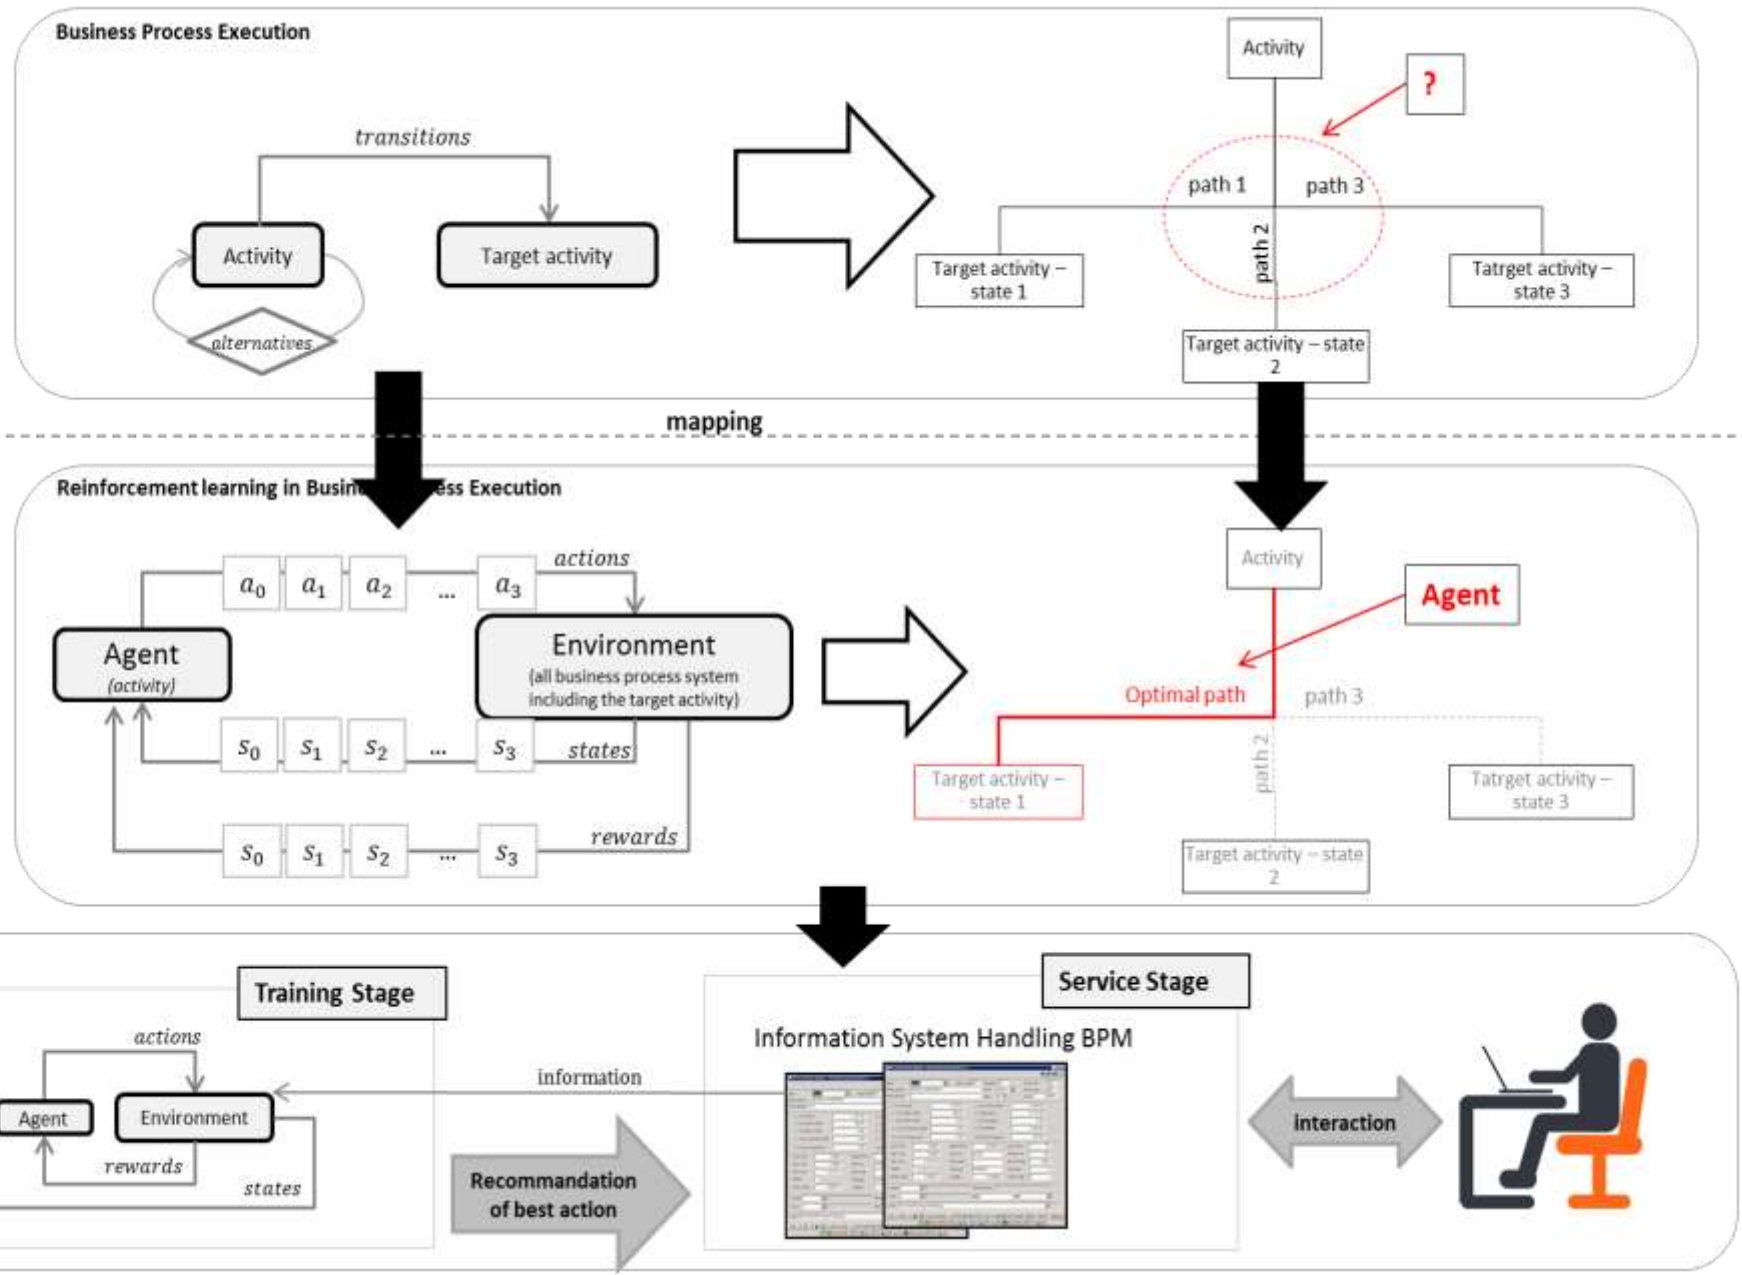 Business Process Execution
transitions
Activity
Target activity
alternatives
Activity
?
path 1
path 3
path 2
Target activity –
state 1
Tatrget activity –
state 3
Target activity – state
2
mapping
Reinforcement learning in Busin ess Execution
actions
a0
a1
a2
...
a3
Agent
(activity)
Environment
(all business process system
including the target activity)
s0
s1
s2
...
s3
states
s0
s1
s2
...
s3
rewards
Activity
Agent
Optimal path
path 3
path 2
Target activity –
state 1
Tatrget activity –
state 3
Target activity – state
2
Training Stage
actions
Agent
Environment
rewards
states
information
Recommandation
of best action
Service Stage
Information System Handling BPM
interaction